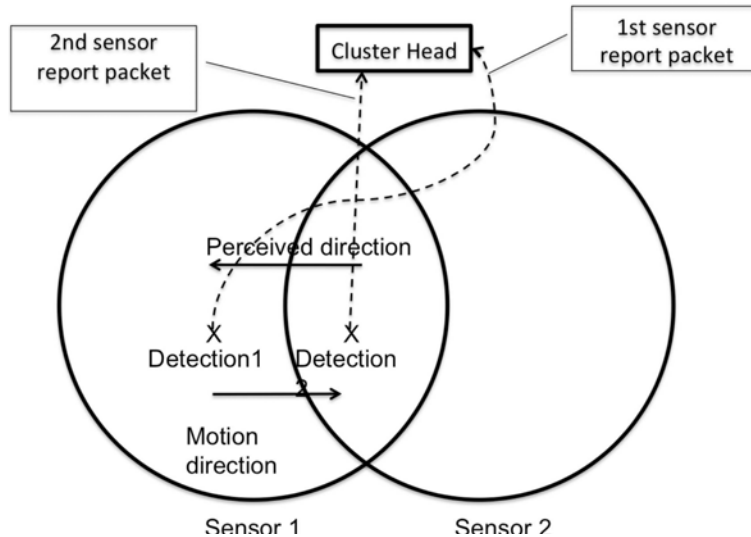 2nd sensor
report packet
Cluster Head
1st sensor
report packet
Perceived direction
X
X
Detection1
Detection
2
Motion
direction
Sensor 1
Sensor 2